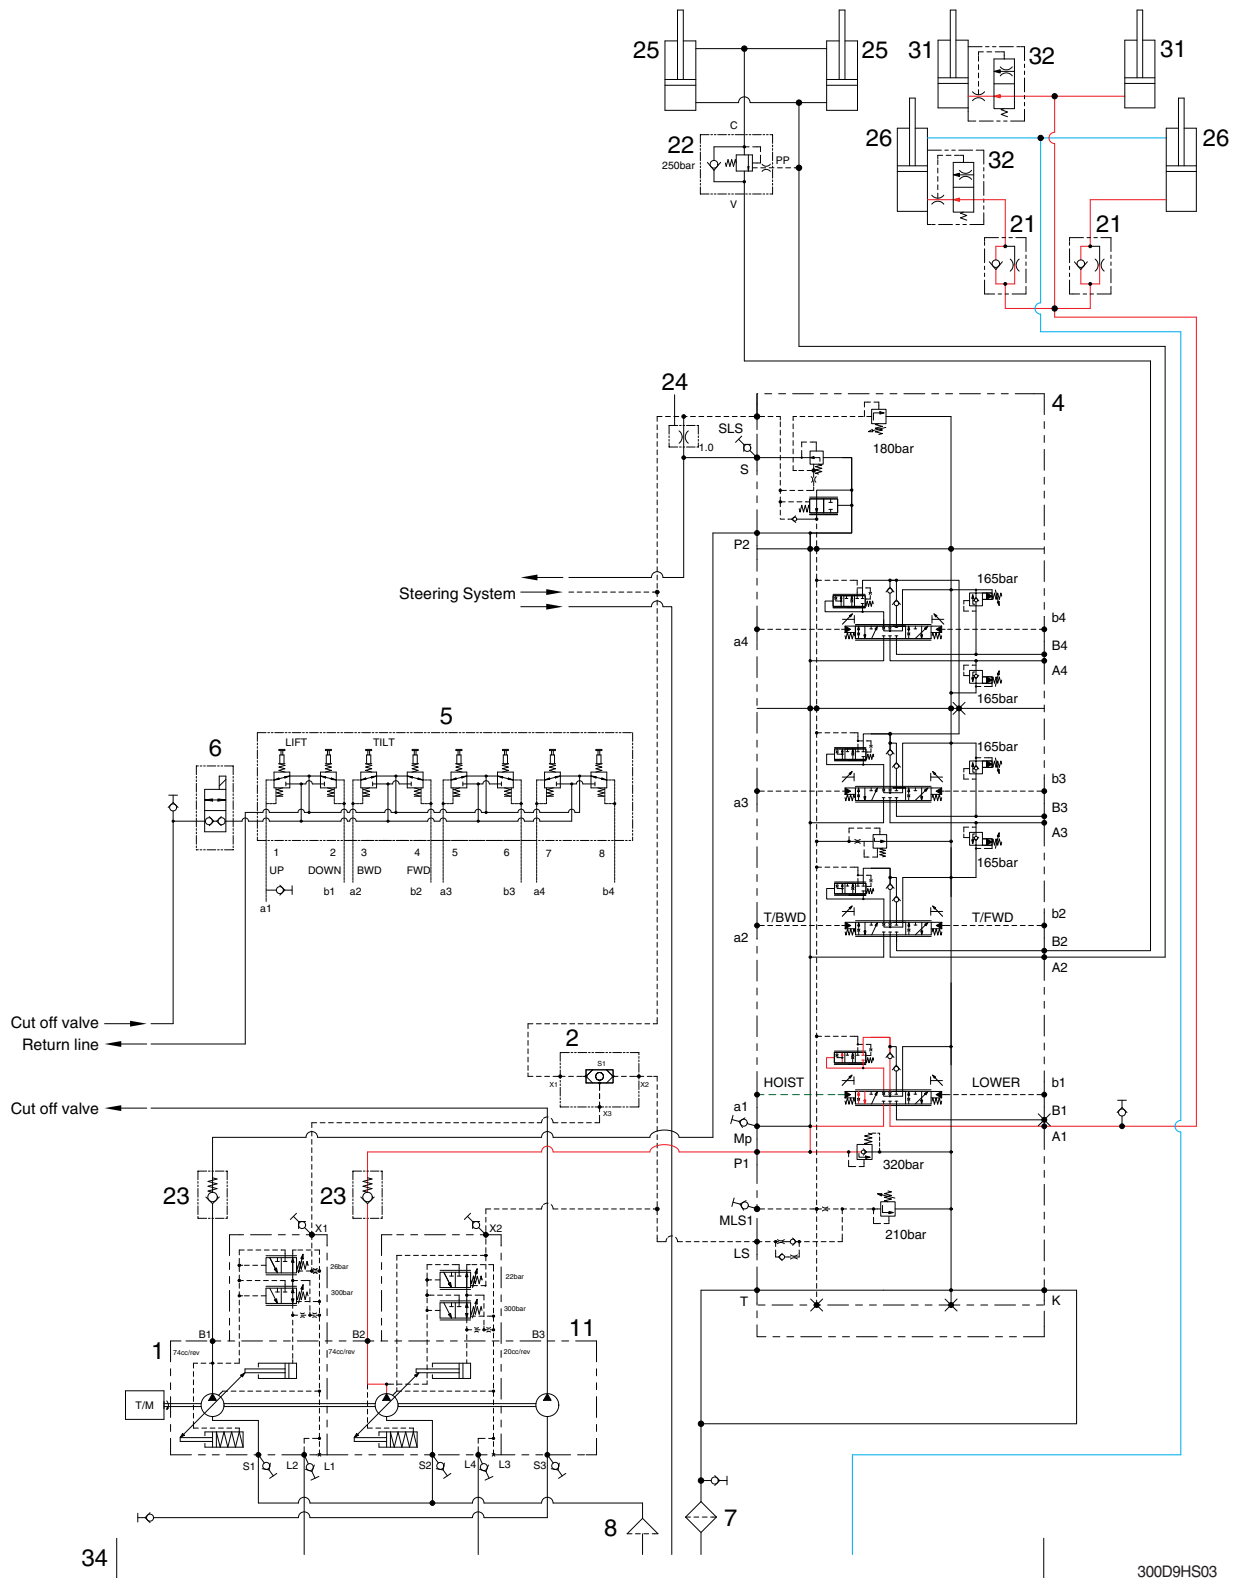 25
25
31
32
31
26
32
26
C
22
250bar
PP
V
21
21
24
4
SLS
1.0
180bar
S
P2
Steering System
165bar
b4
a4
B4
A4
165bar
5
6
LIFT
TILT
165bar
b3
a3
B3
A3
165bar
1
2
3
4
5
6
7
8
UP
DOWN
BWD
FWD
b1
a2
b2
a3
b3
a4
b4
a1
T/BWD
T/FWD
b2
a2
B2
A2
Cut off valve
Return line
2
S1
X1
X2
X3
HOIST
LOWER
b1
a1
B1
Cut off valve
Mp
A1
P1
320bar
23
23
MLS1
210bar
X1
X2
LS
26bar
22bar
300bar
300bar
T
K
B1
B2
B3
11
1
74cc/rev
74cc/rev
20cc/rev
T/M
S1
L2
L1
S2
L4
L3
S3
8
7
34
300D9HS03